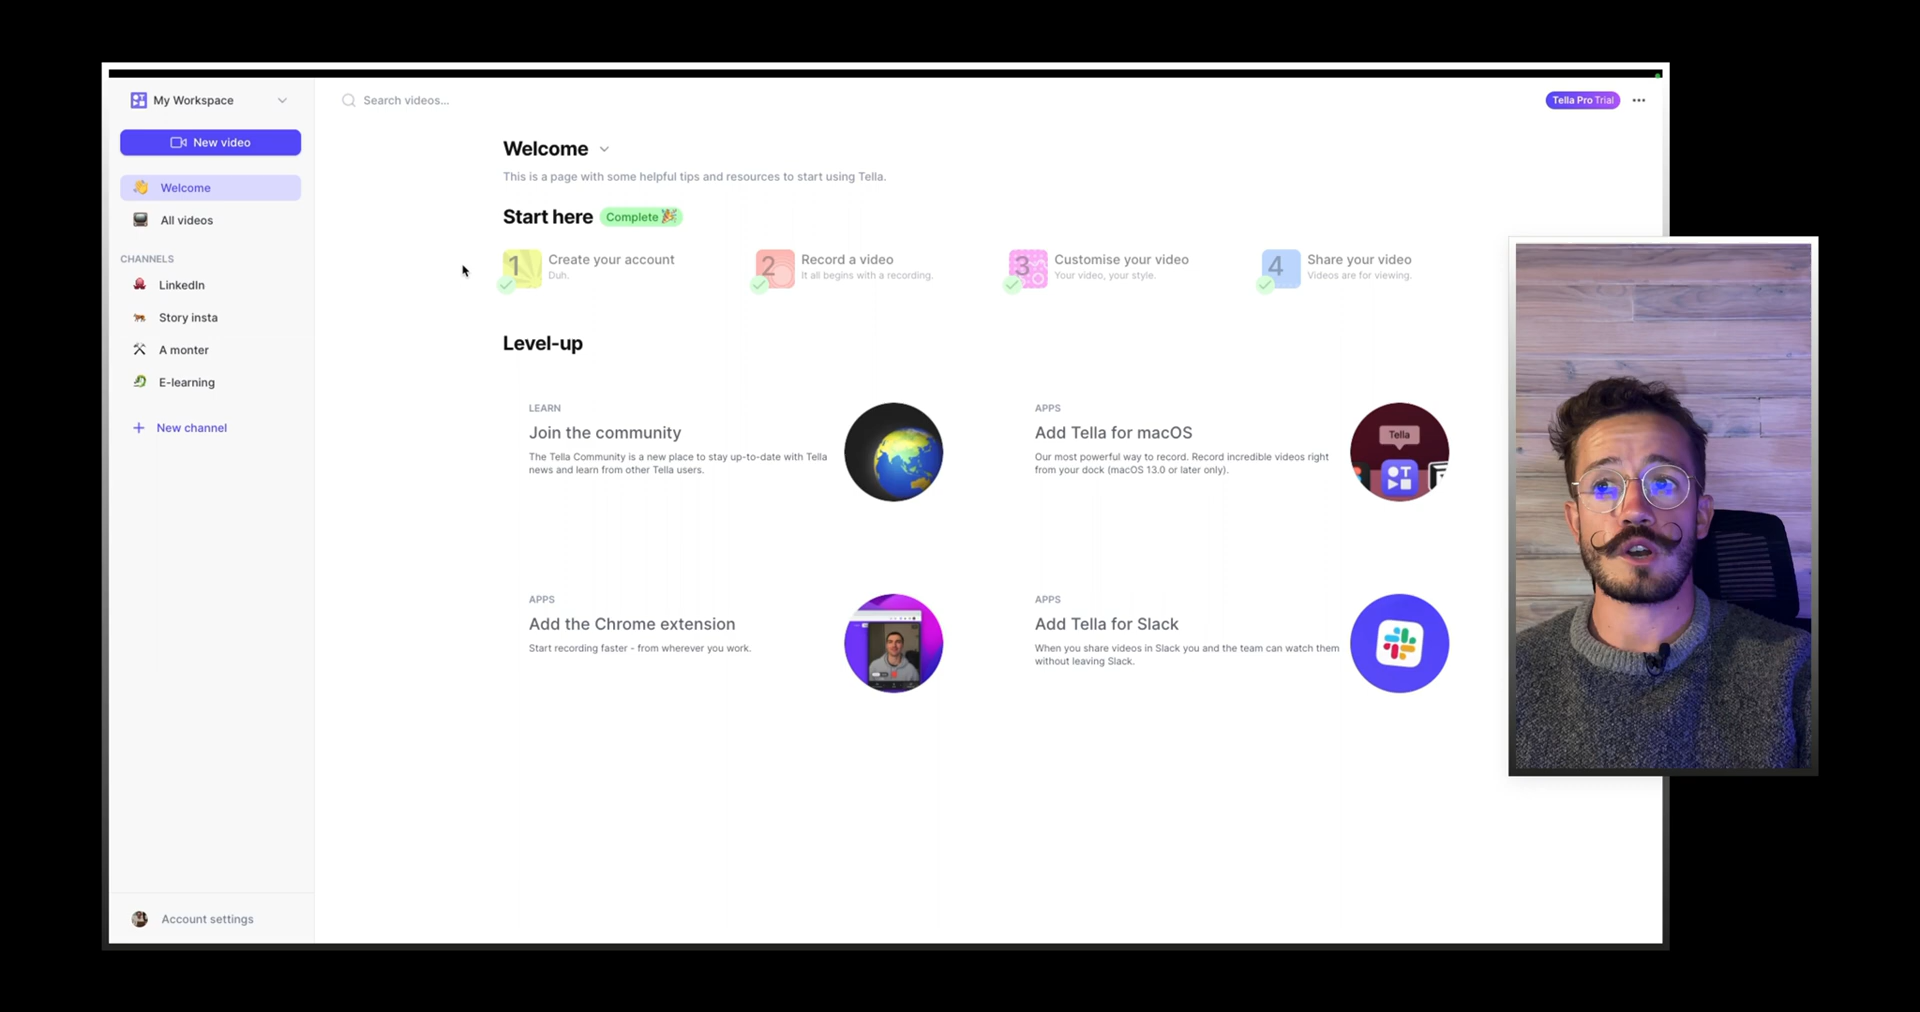 My Workspace
Search videos...
Tella Pro Trial
New video
Welcome
All videos
CHANNELS
LinkedIn
Story insta
A monter
E-learning
New channel
Account settings
Welcome
This is a page with some helpful tips and resources to start using Tella.
Start here Complete
1 Create your account
Duh.
2 Record a video
It all begins with a recording.
3 Customise your video
Your video, your style.
4 Share your video
Videos are for viewing.
Level-up
LEARN
Join the community
The Tella Community is a new place to stay up-to-date with Tella
news and learn from other Tella users.
APPS
Add Tella for macOS
Our most powerful way to record. Record incredible videos right
from your dock (macOS 13.0 or later only).
Tella
APPS
Add the Chrome extension
Start recording faster - from wherever you work.
APPS
Add Tella for Slack
When you share videos in Slack you and the team can watch them
without leaving Slack.